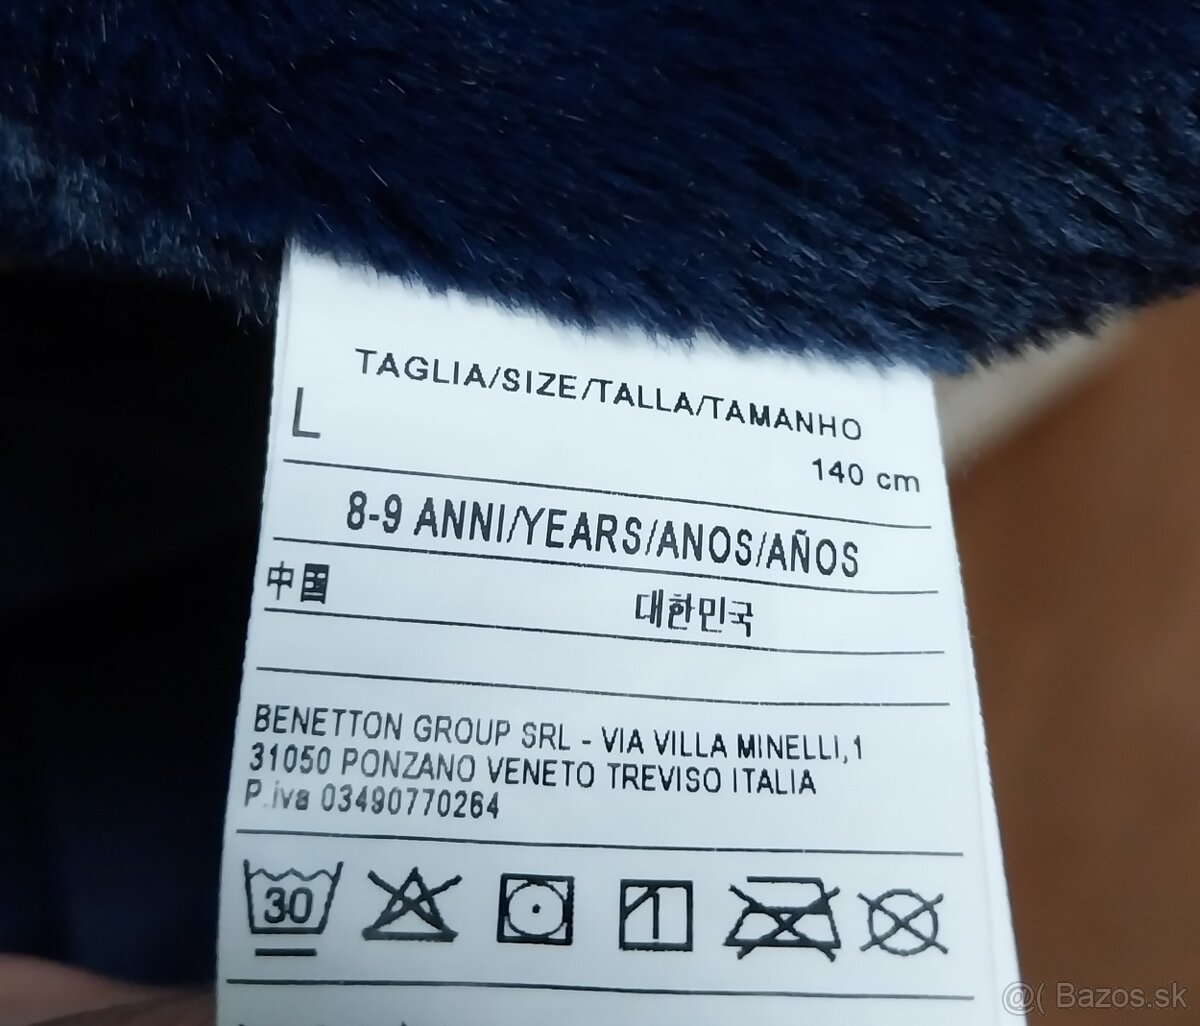 TAGLIA/SIZE/TALLA/TAMANHO
L
140 cm
8-9 ANNI/YEARS/ANOS/AÑOS
中国 대한민국
BENETTON GROUP SRL - VIA VILLA MINELLI,1
31050 PONZANO VENETO TREVISO ITALIA
P.iva 03490770264
30
@( Bazos.sk